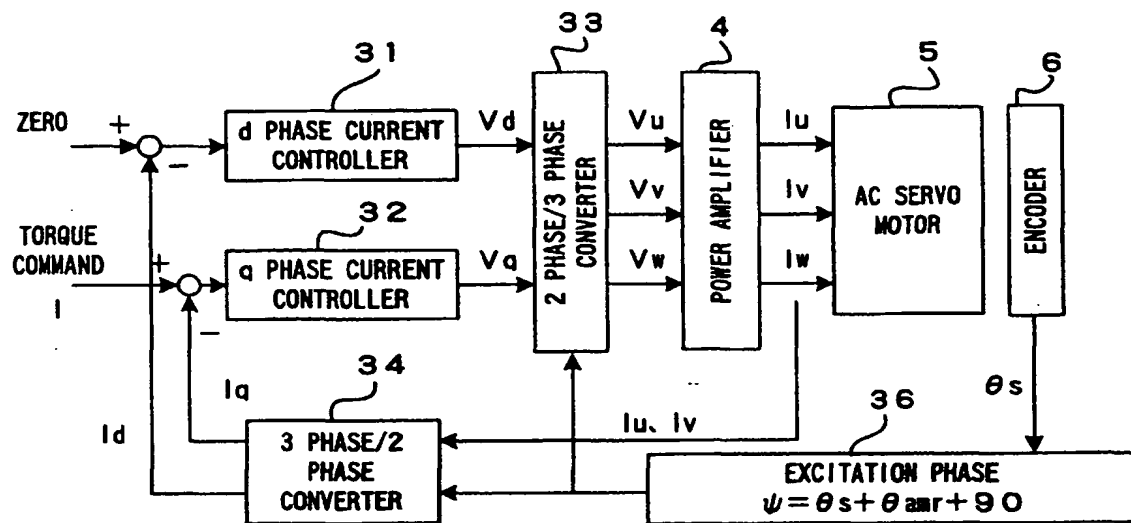 31
33
4
5
6
ZERO
+
−
d PHASE CURRENT
CONTROLLER
Vd
2 PHASE/3 PHASE
CONVERTER
Vu
Vv
Vw
POWER AMPLIFIER
Iu
Iv
Iw
AC SERVO
MOTOR
ENCODER
TORQUE
COMMAND
I
+
−
32
q PHASE CURRENT
CONTROLLER
Vq
Iq
Id
34
3 PHASE/2
PHASE
CONVERTER
Iu、Iv
θs
36
EXCITATION PHASE
ψ=θs+θamr+90